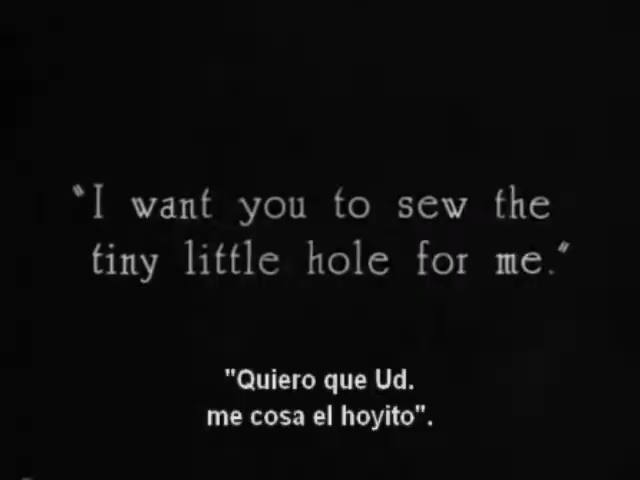 "I want you to sew the
tiny little hole for me."
"Quiero que Ud.
me cosa el hoyito".